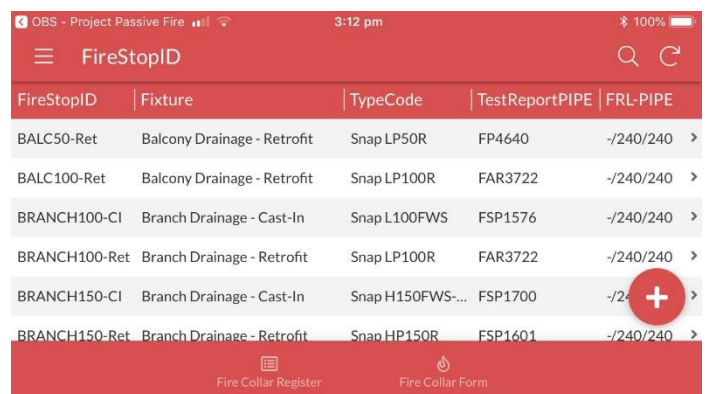 OBS - Project Passive Fire 3:12 pm 100%
FireStopID
FireStopID Fixture TypeCode TestReportPIPE FRL-PIPE
BALC50-Ret Balcony Drainage - Retrofit Snap LP50R FP4640 -/240/240
BALC100-Ret Balcony Drainage - Retrofit Snap LP100R FAR3722 -/240/240
BRANCH100-CI Branch Drainage - Cast-In Snap L100FWS FSP1576 -/240/240
BRANCH100-Ret Branch Drainage - Retrofit Snap LP100R FAR3722 -/240/240
BRANCH150-CI Branch Drainage - Cast-In Snap H150FWS-... FSP1700 -/24
BRANCH150-Ret Branch Drainage - Retrofit Snap HP150R FSP1601 -/240/240
Fire Collar Register Fire Collar Form